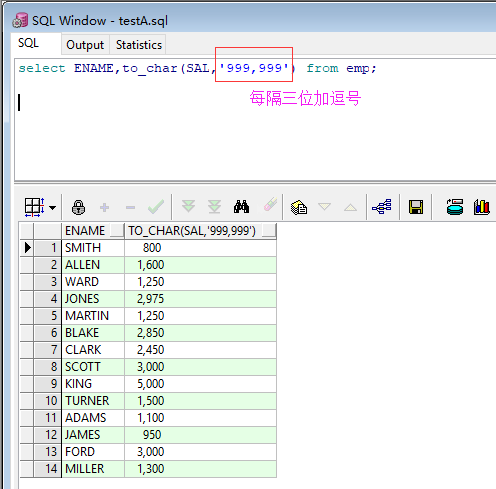 SQL Window - testA.sql
SQL Output Statistics
select ENAME,to_char(SAL,'999,999') from emp;
每隔三位加逗号
ENAME TO_CHAR(SAL,'999,999')
1 SMITH 800
2 ALLEN 1,600
3 WARD 1,250
4 JONES 2,975
5 MARTIN 1,250
6 BLAKE 2,850
7 CLARK 2,450
8 SCOTT 3,000
9 KING 5,000
10 TURNER 1,500
11 ADAMS 1,100
12 JAMES 950
13 FORD 3,000
14 MILLER 1,300